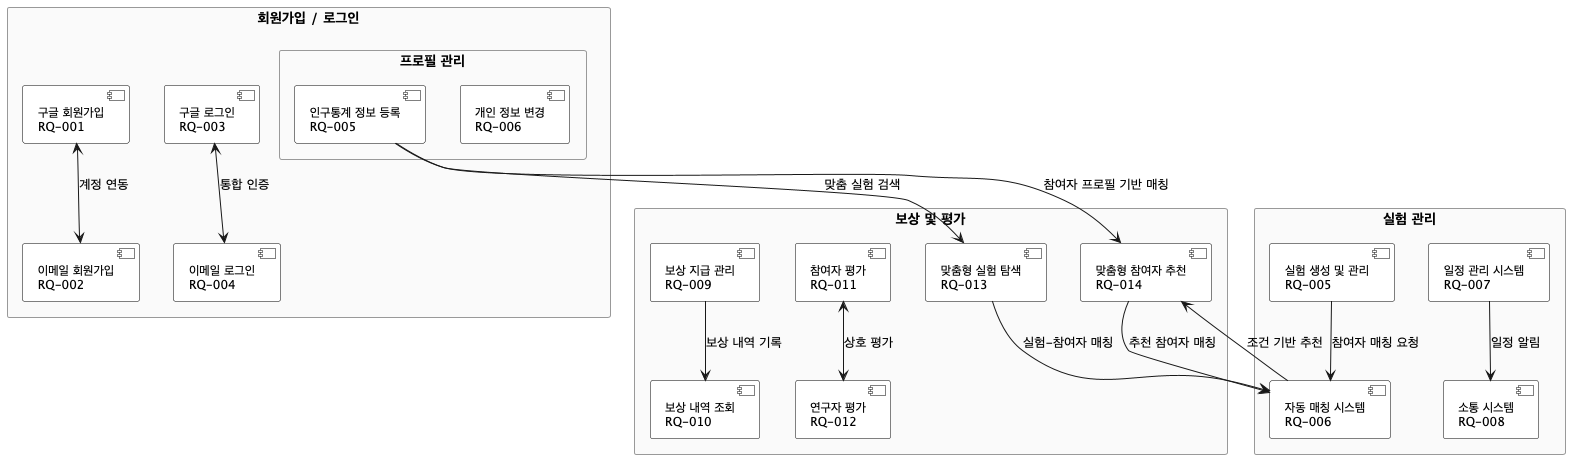 회원가입 / 로그인
프로필 관리
구글 회원가입
RQ-001
구글 로그인
RQ-003
인구통계 정보 등록
RQ-005
개인 정보 변경
RQ-006
계정 연동
통합 인증
맞춤 실험 검색
참여자 프로필 기반 매칭
이메일 회원가입
RQ-002
이메일 로그인
RQ-004
보상 및 평가
보상 지급 관리
RQ-009
참여자 평가
RQ-011
맞춤형 실험 탐색
RQ-013
맞춤형 참여자 추천
RQ-014
보상 내역 기록
상호 평가
실험-참여자 매칭
추천 참여자 매칭
조건 기반 추천
보상 내역 조회
RQ-010
연구자 평가
RQ-012
실험 관리
실험 생성 및 관리
RQ-005
일정 관리 시스템
RQ-007
참여자 매칭 요청
일정 알림
자동 매칭 시스템
RQ-006
소통 시스템
RQ-008